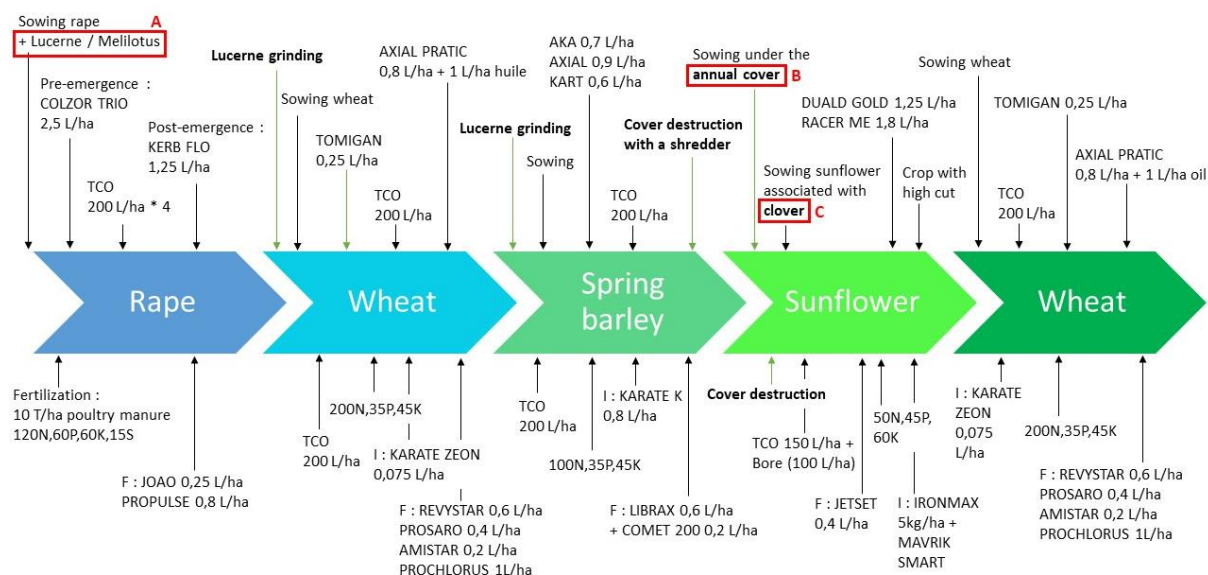 Sowing rape
A
+ Lucerne / Melilotus
Pre-emergence :
COLZOR TRIO
2,5 L/ha
TCO
200 L/ha * 4
Post-emergence :
KERB FLO
1,25 L/ha
Lucerne grinding
Sowing wheat
TOMIGAN
0,25 L/ha
AXIAL PRATIC
0,8 L/ha + 1 L/ha huile
TCO
200 L/ha
Lucerne grinding
Sowing
AKA 0,7 L/ha
AXIAL 0,9 L/ha
KART 0,6 L/ha
TCO
200 L/ha
Cover destruction
with a shredder
Sowing under the
annual cover
B
Sowing sunflower
associated with
clover
C
DUALD GOLD 1,25 L/ha
RACER ME 1,8 L/ha
Crop with
high cut
Sowing wheat
TCO
200 L/ha
TOMIGAN 0,25 L/ha
AXIAL PRATIC
0,8 L/ha + 1 L/ha oil
Rape
Wheat
Spring
barley
Sunflower
Wheat
Fertilization :
10 T/ha poultry manure
120N,60P,60K,15S
F : JOAO 0,25 L/ha
PROPULSE 0,8 L/ha
TCO
200 L/ha
200N,35P,45K
I : KARATE ZEON
0,075 L/ha
F : REVYSTAR 0,6 L/ha
PROSARO 0,4 L/ha
AMISTAR 0,2 L/ha
PROCHLORUS 1L/ha
TCO
200 L/ha
100N,35P,45K
I : KARATE K
0,8 L/ha
F : LIBRAX 0,6 L/ha
+ COMET 200 0,2 L/ha
Cover destruction
TCO 150 L/ha +
Bore (100 L/ha)
F : JETSET
0,4 L/ha
50N,45P,
60K
I : IRONMAX
5kg/ha +
MAVRIK
SMART
I : KARATE
ZEON
0,075
L/ha
200N,35P,45K
F : REVYSTAR 0,6 L/ha
PROSARO 0,4 L/ha
AMISTAR 0,2 L/ha
PROCHLORUS 1L/ha